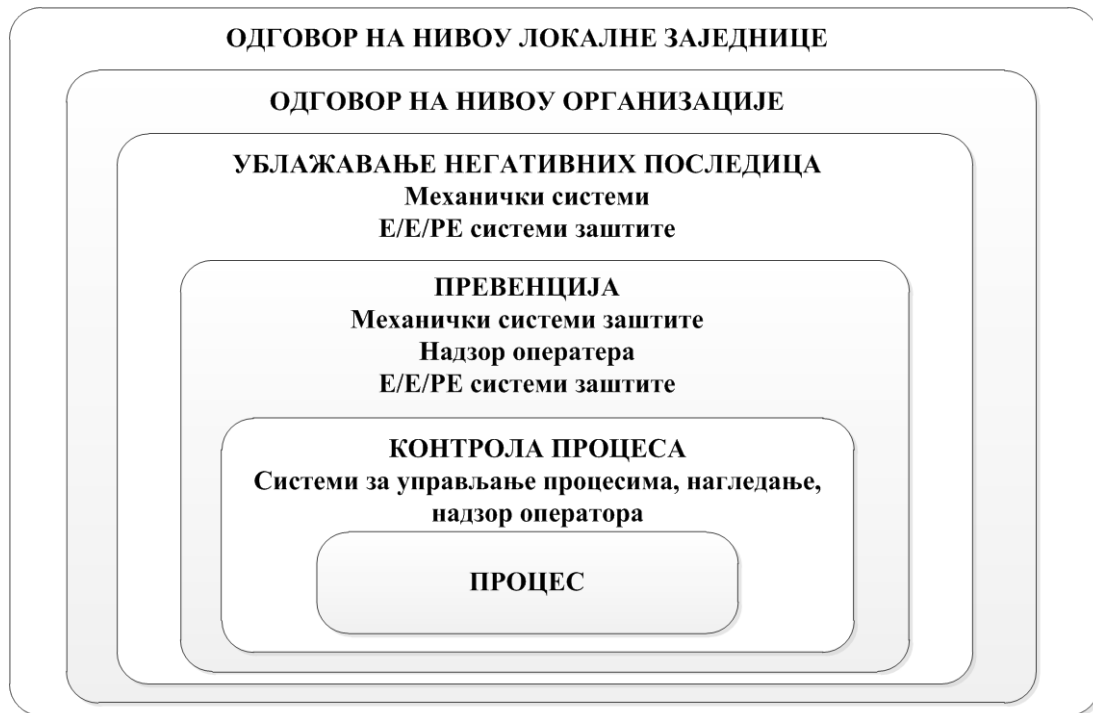 ОДГОВОР НА НИВОУ ЛОКАЛНЕ ЗАЈЕДНИЦЕ
ОДГОВОР НА НИВОУ ОРГАНИЗАЦИЈЕ
УБЛАЖАВАЊЕ НЕГАТИВНИХ ПОСЛЕДИЦА
Механички системи
Е/Е/РЕ системи заштите
ПРЕВЕНЦИЈА
Механички системи заштите
Надзор оператера
Е/Е/РЕ системи заштите
КОНТРОЛА ПРОЦЕСА
Системи за управљање процесима, нагледање,
надзор оператора
ПРОЦЕС